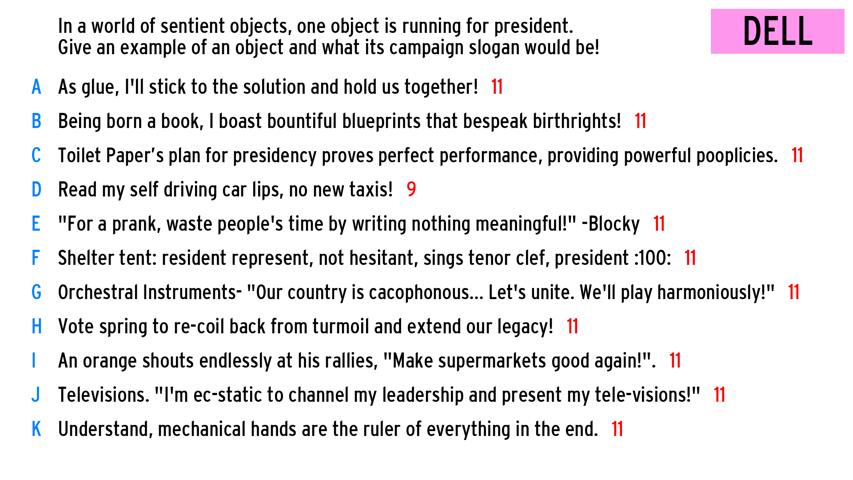 In a world of sentient objects, one object is running for president.
Give an example of an object and what its campaign slogan would be!
DELL
A As glue, I'll stick to the solution and hold us together! 11
B Being born a book, I boast bountiful blueprints that bespeak birthrights! 11
C Toilet Paper's plan for presidency proves perfect performance, providing powerful pooplicies. 11
D Read my self driving car lips, no new taxis! 9
E "For a prank, waste people's time by writing nothing meaningful!" -Blocky 11
F Shelter tent: resident represent, not hesitant, sings tenor clef, president :100: 11
G Orchestral Instruments- "Our country is cacophonous... Let's unite. We'll play harmoniously!" 11
H Vote spring to re-coil back from turmoil and extend our legacy! 11
I An orange shouts endlessly at his rallies, "Make supermarkets good again!". 11
J Televisions. "I'm ec-static to channel my leadership and present my tele-visions!" 11
K Understand, mechanical hands are the ruler of everything in the end. 11